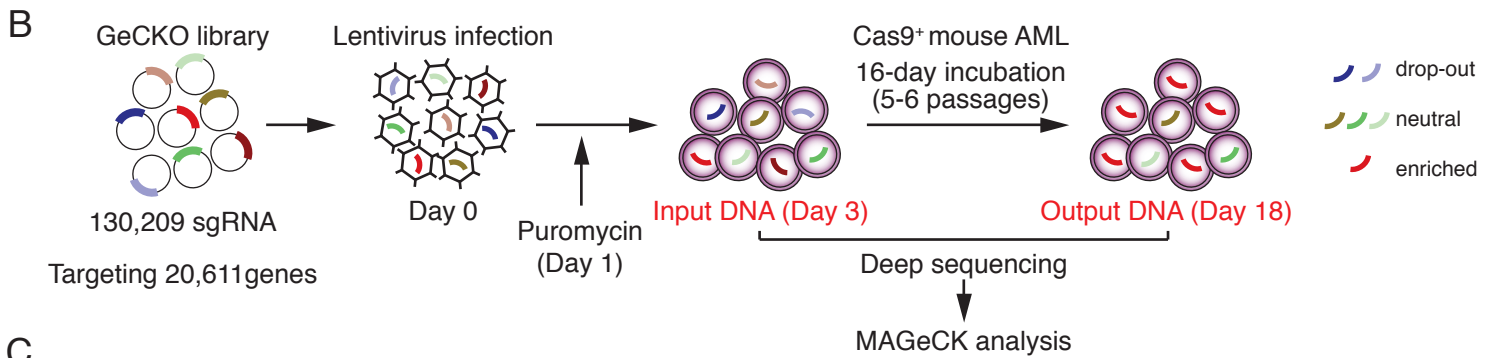 B
GeCKO library
130,209 sgRNA
Targeting 20,611genes
Lentivirus infection
Day 0
Puromycin
(Day 1)
Input DNA (Day 3)
Cas9+ mouse AML
16-day incubation
(5-6 passages)
Output DNA (Day 18)
Deep sequencing
MAGeCK analysis
drop-out
neutral
enriched
C